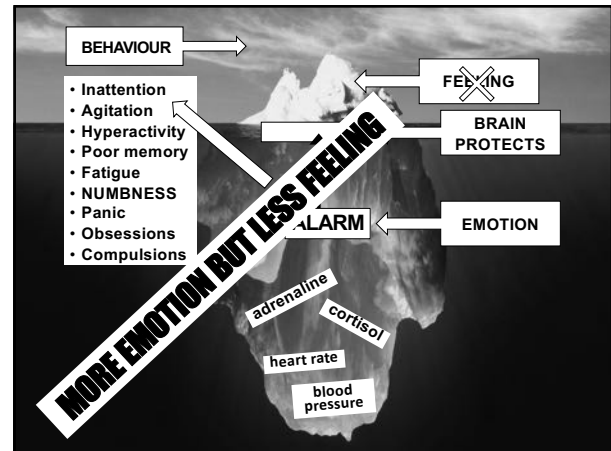 BEHAVIOUR
FEELING
BRAIN
PROTECTS
• Inattention
• Agitation
• Hyperactivity
• Poor memory
• Fatigue
• NUMBNESS
• Panic
• Obsessions
• Compulsions
MORE EMOTION BUT LESS FEELING
ALARM
EMOTION
adrenaline
cortisol
heart rate
blood
pressure